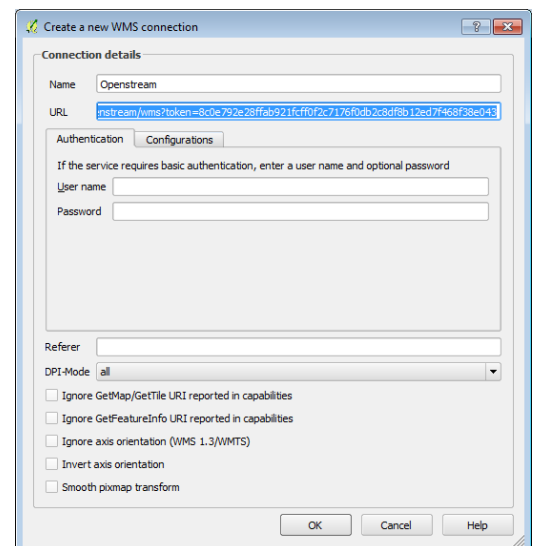 Create a new WMS connection
Connection details
Name Openstream
URL enstream/wms?token=8c0e792e28ffab921fcff0f2c7176f0db2c8df8b12ed7f468f38e043
Authentication Configurations
If the service requires basic authentication, enter a user name and optional password
User name
Password
Referer
DPI-Mode all
Ignore GetMap/GetTile URI reported in capabilities
Ignore GetFeatureInfo URI reported in capabilities
Ignore axis orientation (WMS 1.3/WMTS)
Invert axis orientation
Smooth pixmap transform
OK Cancel Help